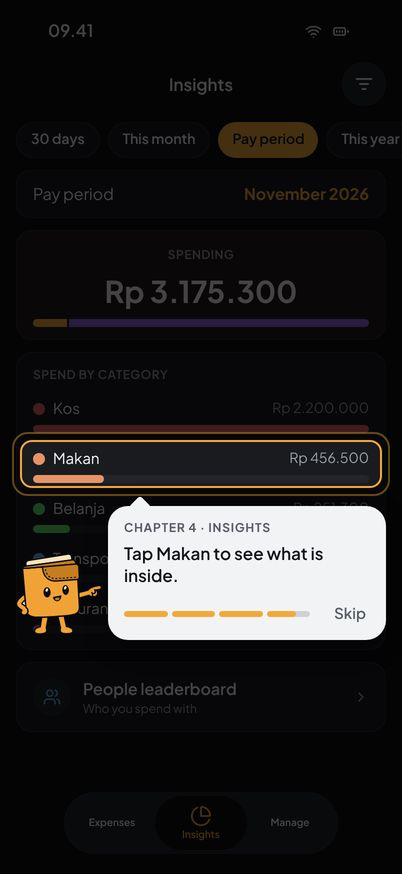 09.41
Insights
30 days
This month
Pay period
This year
Pay period
November 2026
SPENDING
Rp 3.175.300
SPEND BY CATEGORY
Kos
Rp 2.200.000
Makan
Rp 456.500
Belanja
CHAPTER 4 · INSIGHTS
Tap Makan to see what is
inside.
Skip
People leaderboard
Who you spend with
Expenses
Insights
Manage